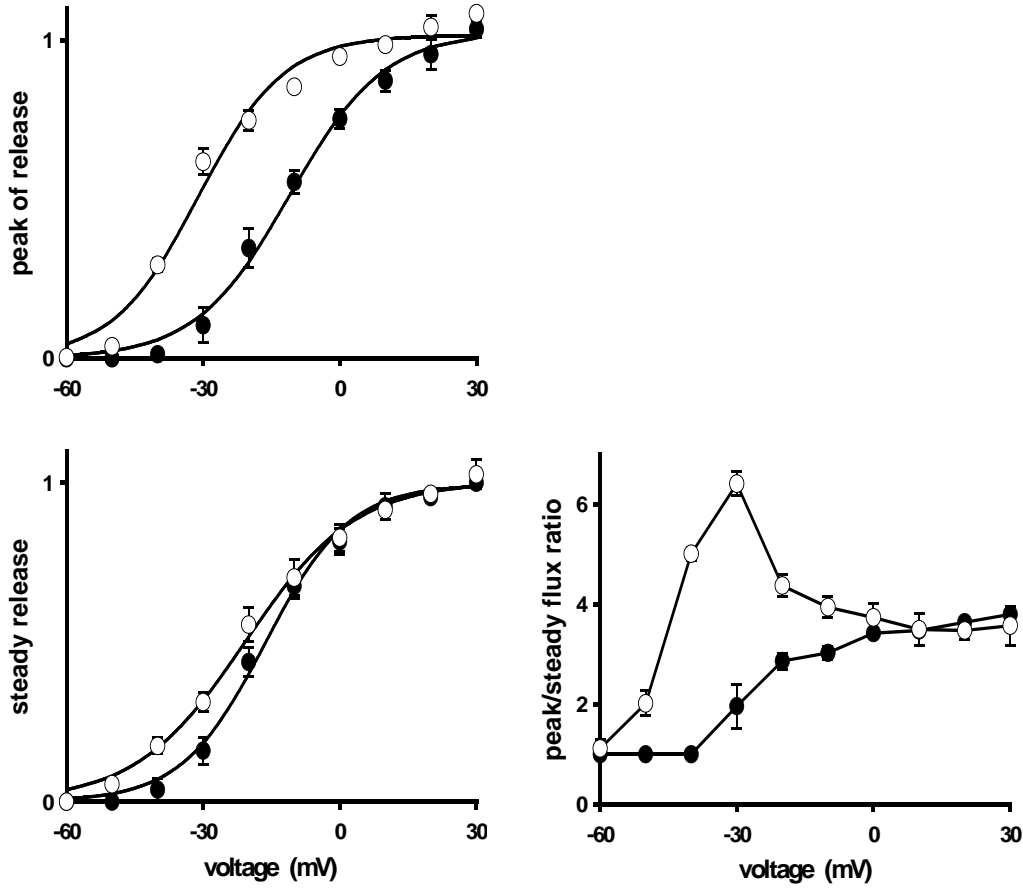 peak of release
1
0
-60 -30 0 30
steady release
1
0
-60 -30 0 30
voltage (mV)
peak/steady flux ratio
6
4
2
0
-60 -30 0 30
voltage (mV)